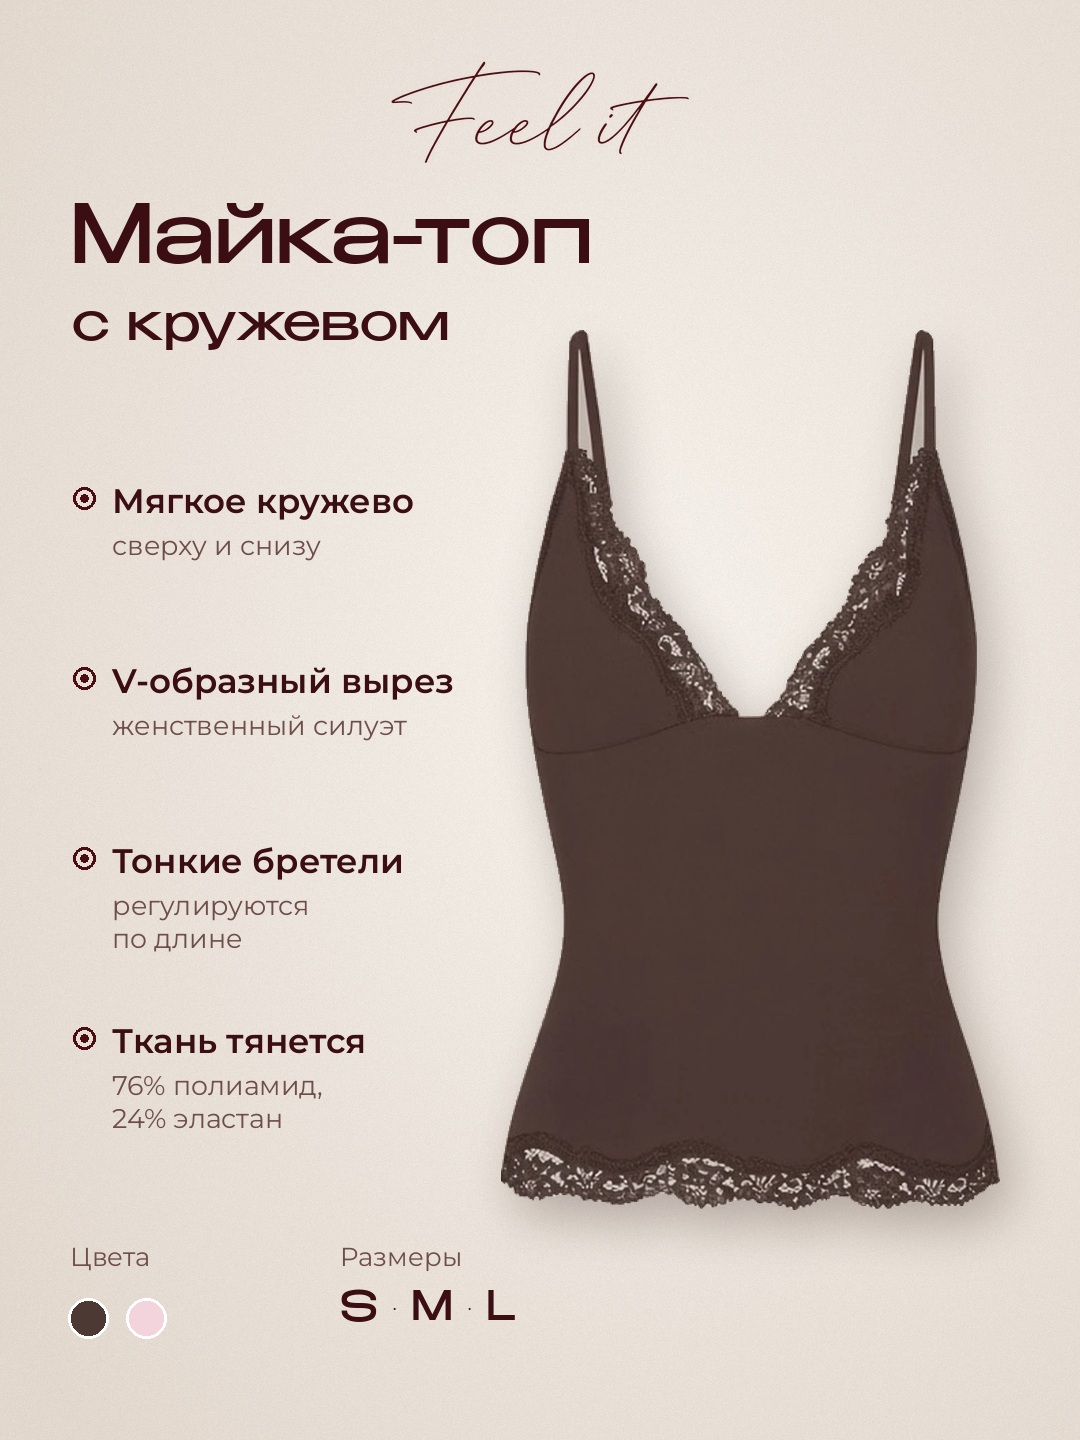 Feel it
Майка-топ
с кружевом
Мягкое кружево
сверху и снизу
V-образный вырез
женственный силуэт
Тонкие бретели
регулируются
по длине
Ткань тянется
76% полиамид,
24% эластан
Цвета
Размеры
S · M · L